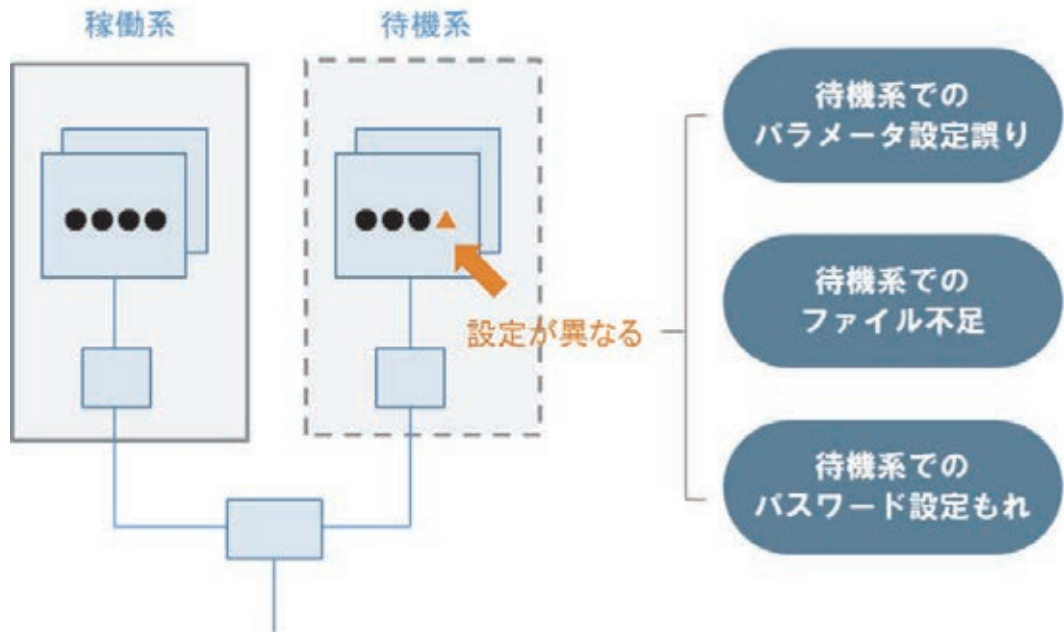 稼働系
待機系
待機系での
パラメータ設定誤り
待機系での
ファイル不足
設定が異なる
待機系での
パスワード設定もれ